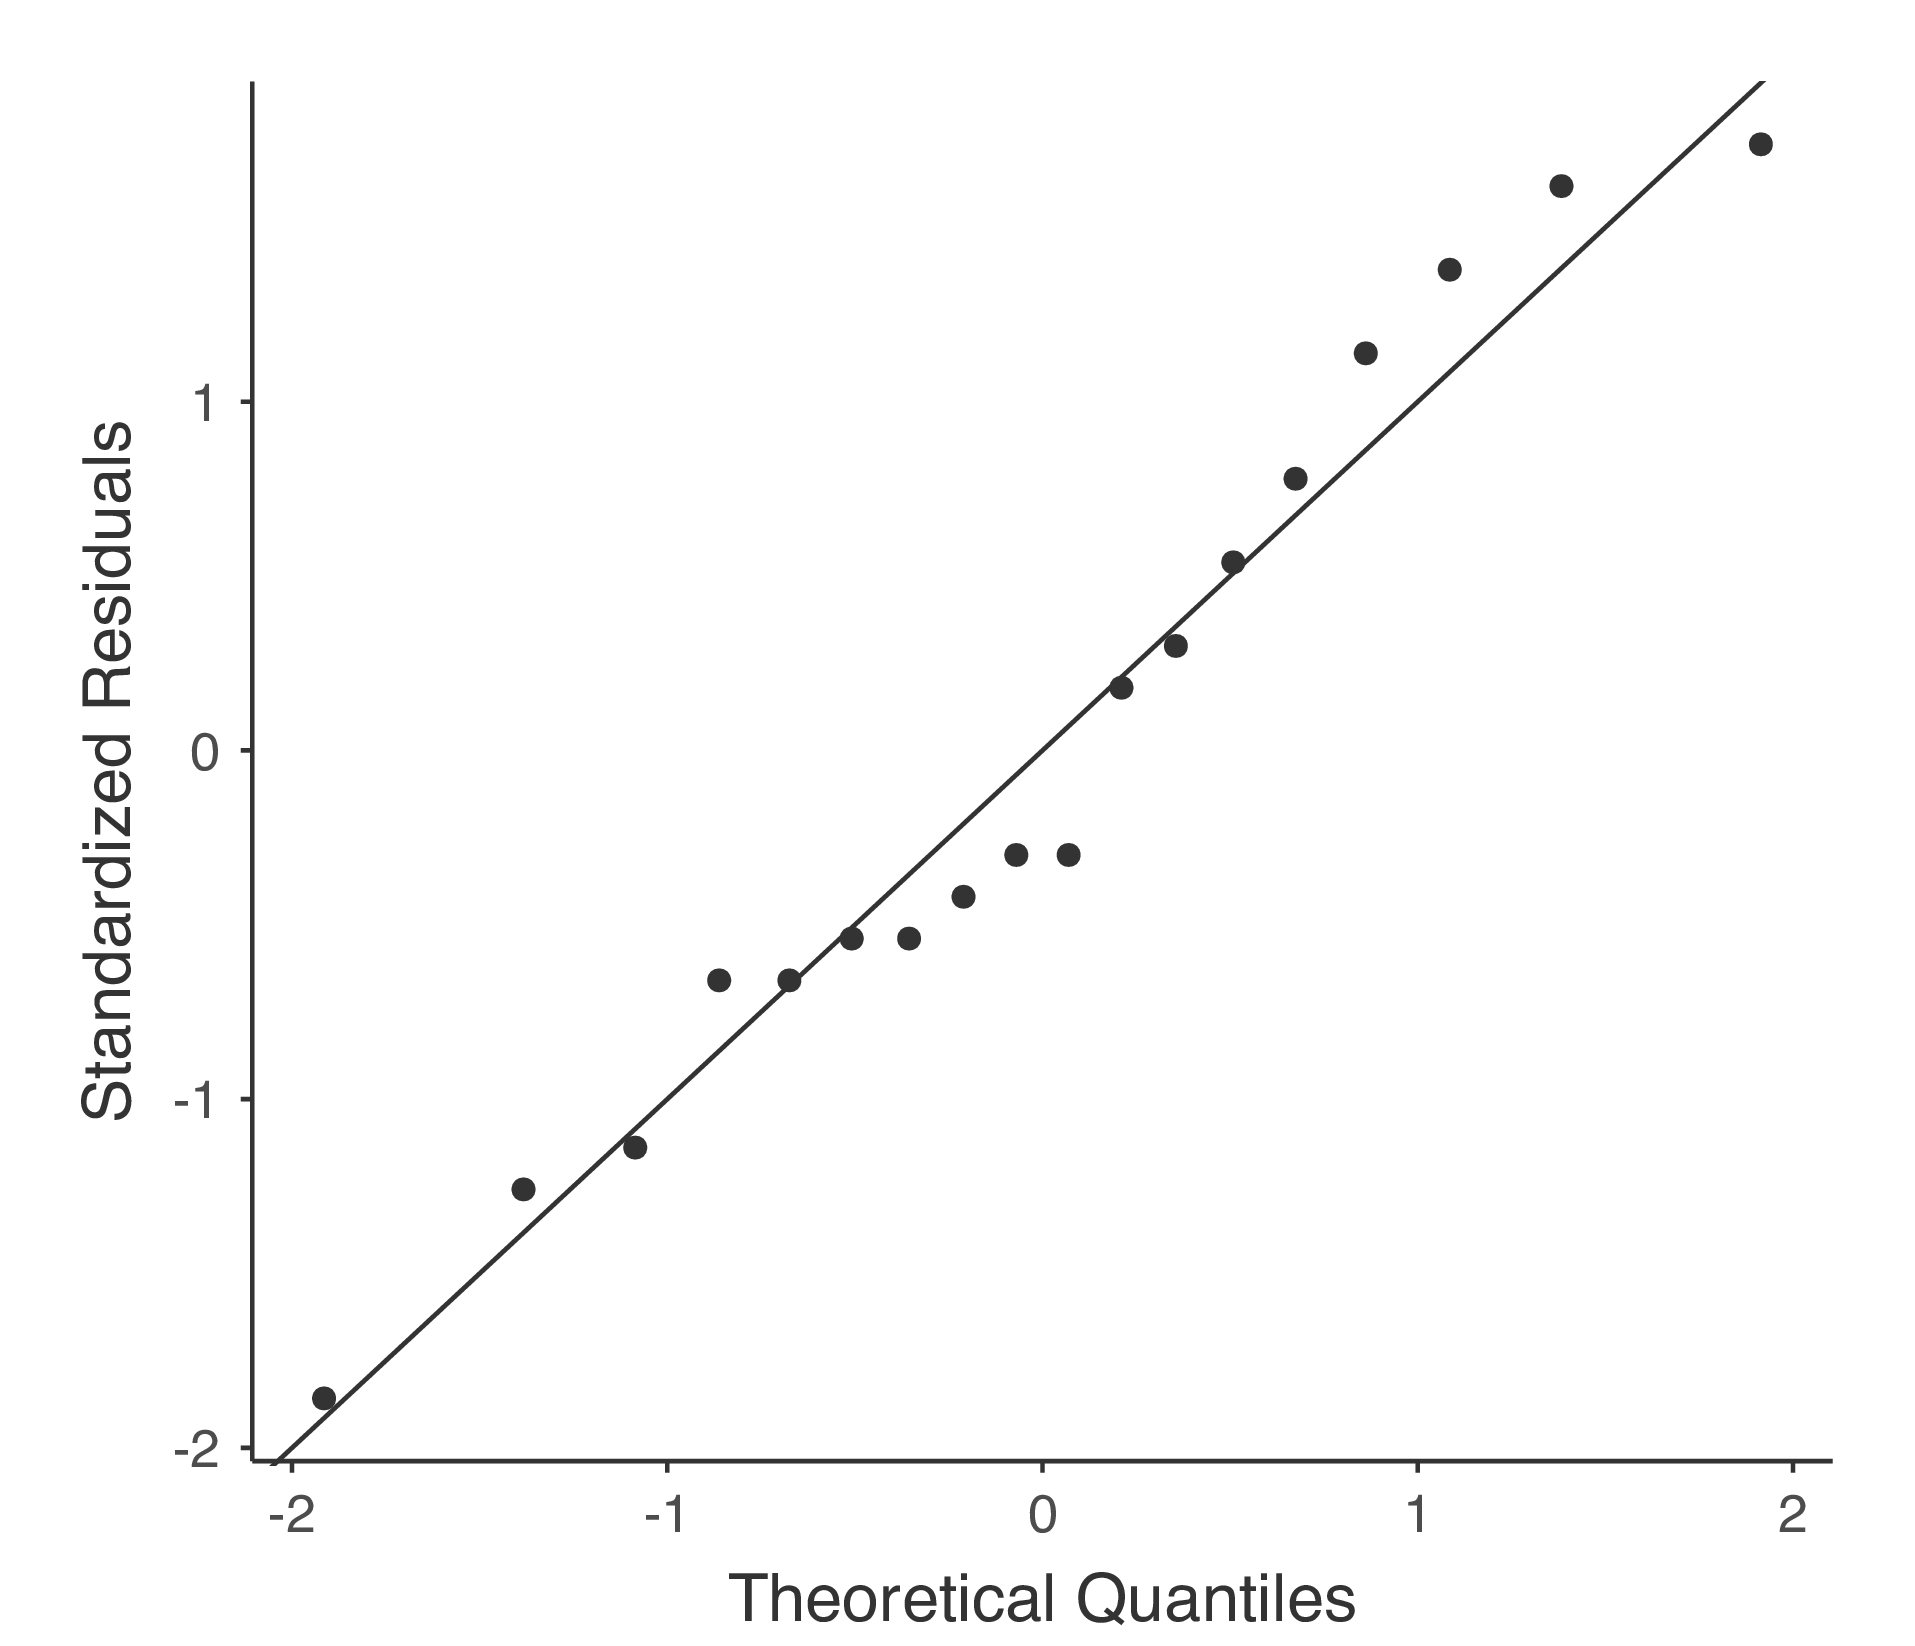 Standardized Residuals
1
0
-1
-2
-2 -1 0 1 2
Theoretical Quantiles